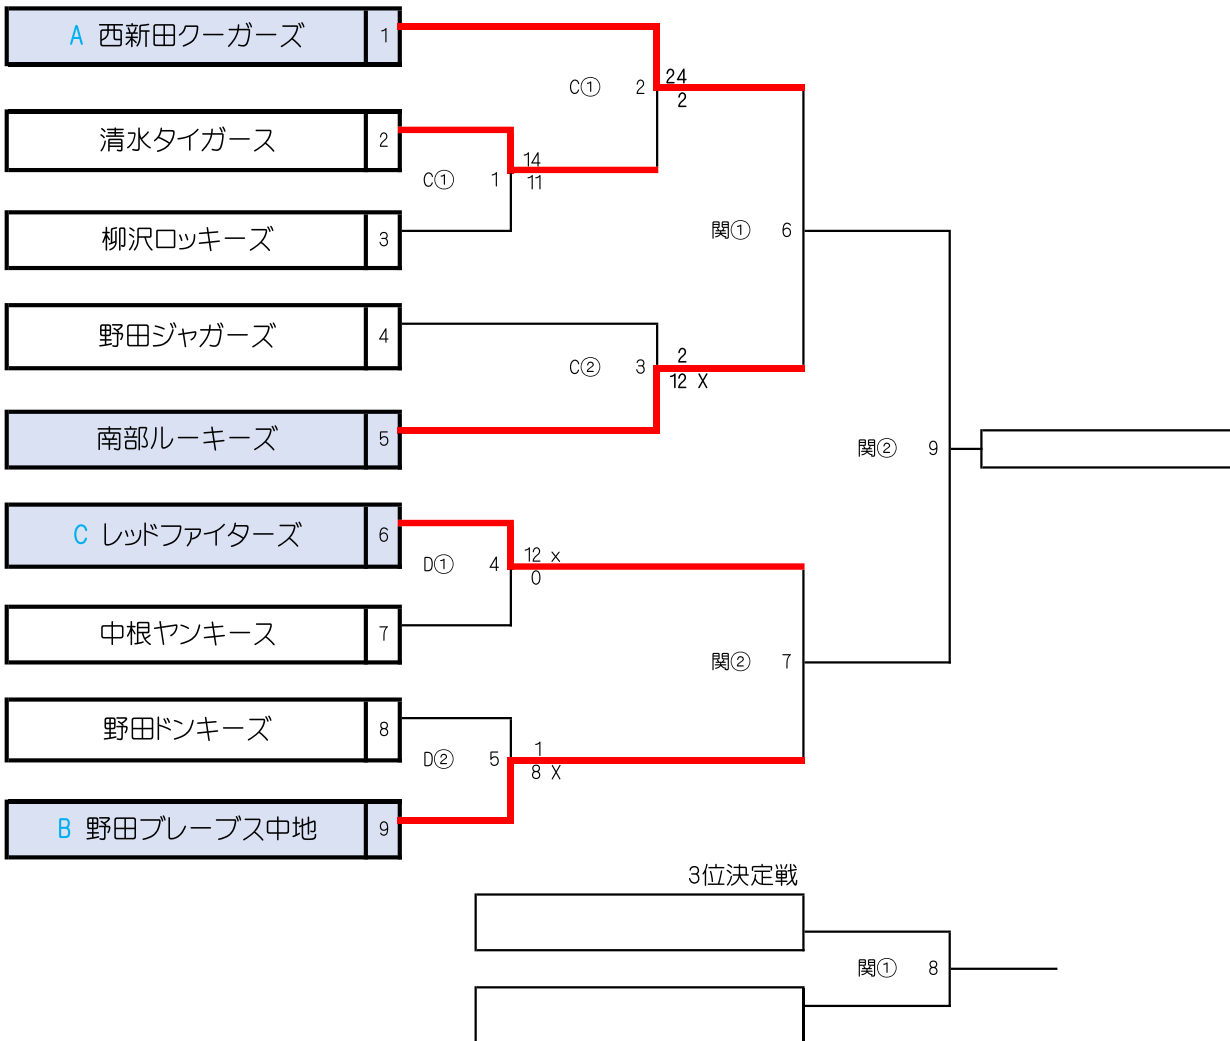 A 西新田クーガーズ 1
24
C① 2
2
清水タイガース 2
14
C① 1
11
柳沢ロッキーズ 3
関① 6
野田ジャガーズ 4
2
C② 3
12 X
南部ルーキーズ 5
関② 9
C レッドファイターズ 6
12 x
D① 4
0
中根ヤンキース 7
関② 7
野田ドンキーズ 8
1
D② 5
8 X
B 野田ブレーブス中地 9
3位決定戦
関① 8